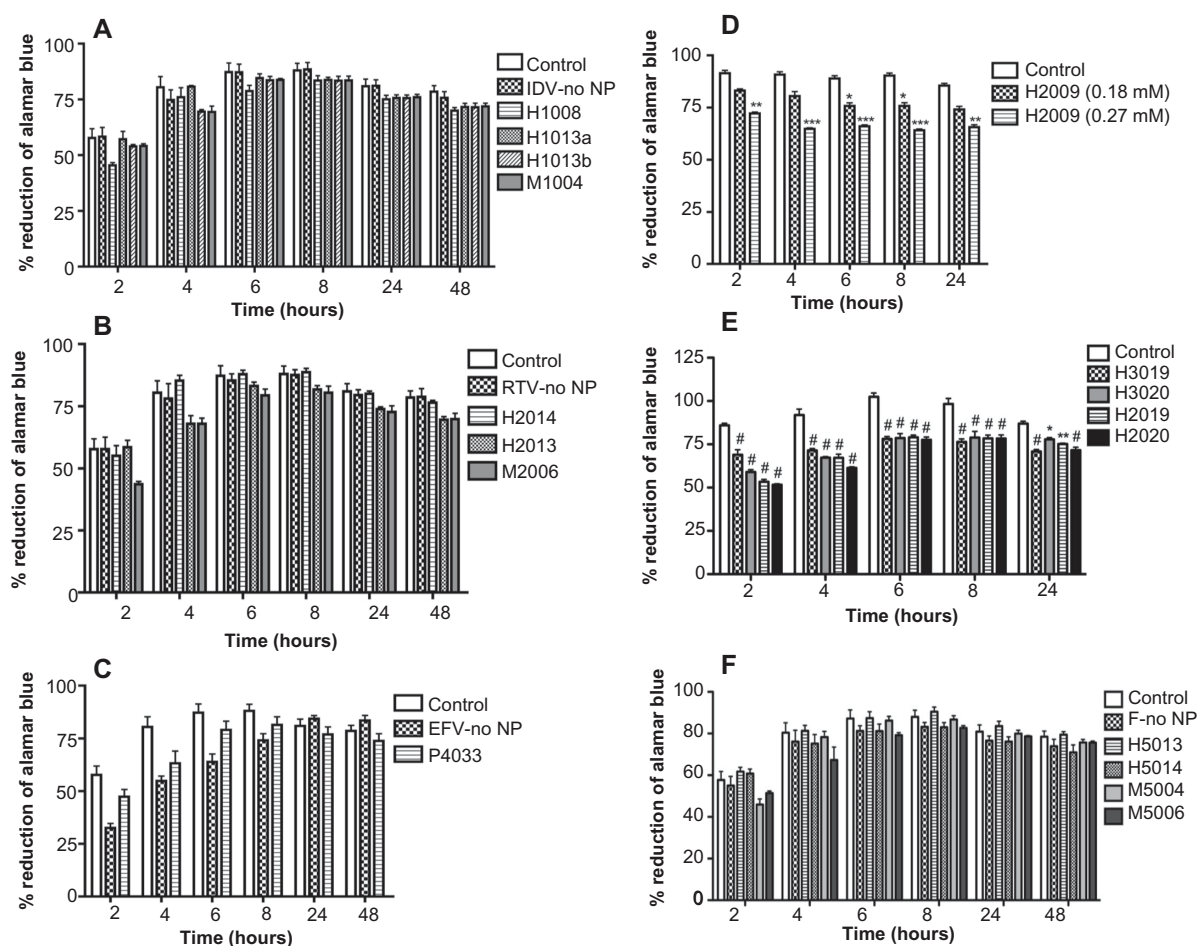 A
% reduction of alamar blue
100
75
50
25
0
2 4 6 8 24 48
Time (hours)
Control
IDV-no NP
H1008
H1013a
H1013b
M1004
B
% reduction of alamar blue
100
75
50
25
0
2 4 6 8 24 48
Time (hours)
Control
RTV-no NP
H2014
H2013
M2006
C
% reduction of alamar blue
100
75
50
25
0
2 4 6 8 24 48
Time (hours)
Control
EFV-no NP
P4033
D
% reduction of alamar blue
100
75
50
25
0
** *** * *** * *** **
2 4 6 8 24
Time (hours)
Control
H2009 (0.18 mM)
H2009 (0.27 mM)
E
% reduction of alamar blue
125
100
75
50
25
0
# # # # # # # # # # # # # # # # # * ** #
2 4 6 8 24
Time (hours)
Control
H3019
H3020
H2019
H2020
F
% reduction of alamar blue
100
80
60
40
20
0
2 4 6 8 24 48
Time (hours)
Control
F-no NP
H5013
H5014
M5004
M5006